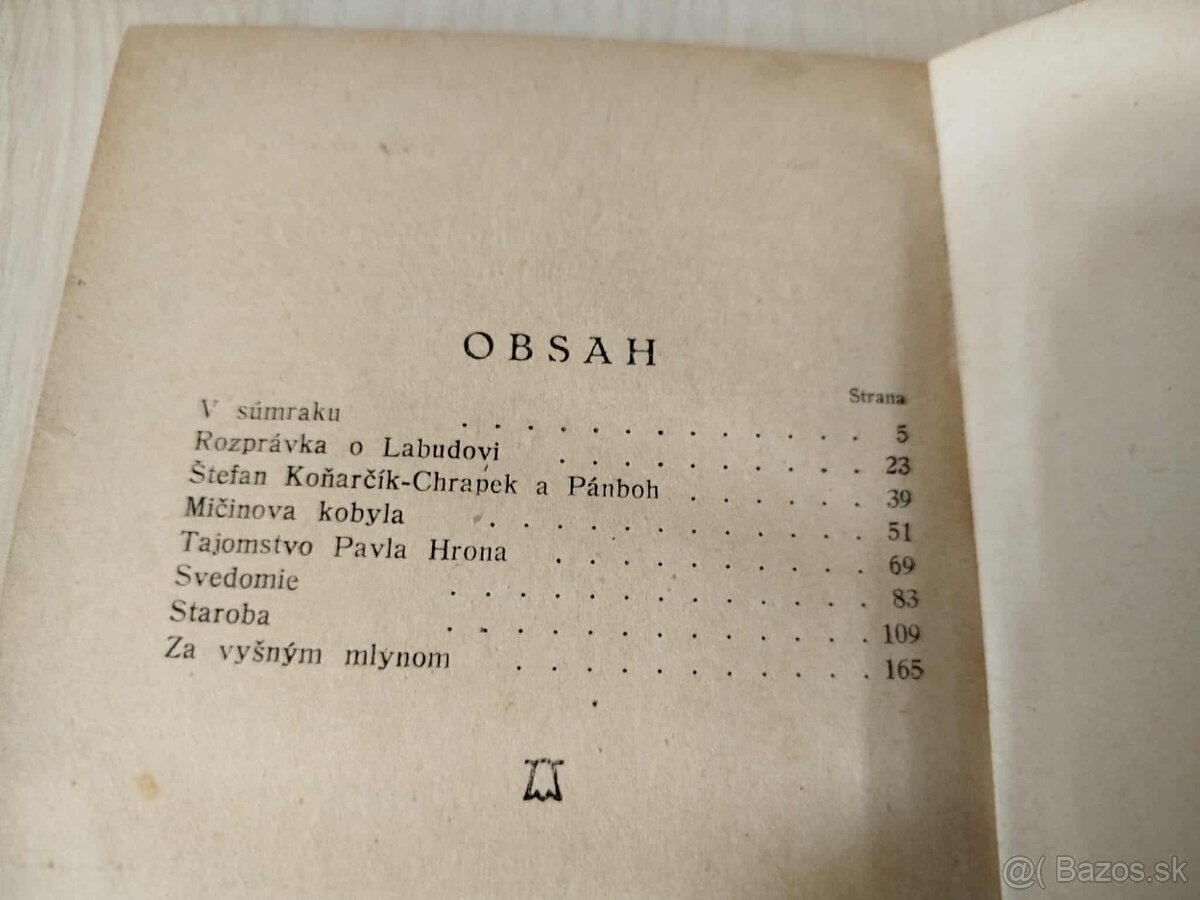 OBSAH
Strana
V súmraku . . . . . . . . . . . . 5
Rozprávka o Labudovi . . . . . . . . . 23
Štefan Koňarčík-Chrapek a Pánboh . . . . . . 39
Mičinova kobyla . . . . . . . . . . . 51
Tajomstvo Pavla Hrona . . . . . . . . . 69
Svedomie . . . . . . . . . . . . 83
Staroba . . . . . . . . . . . . . 109
Za vyšným mlynom . . . . . . . . . . . 165
@( Bazos.sk